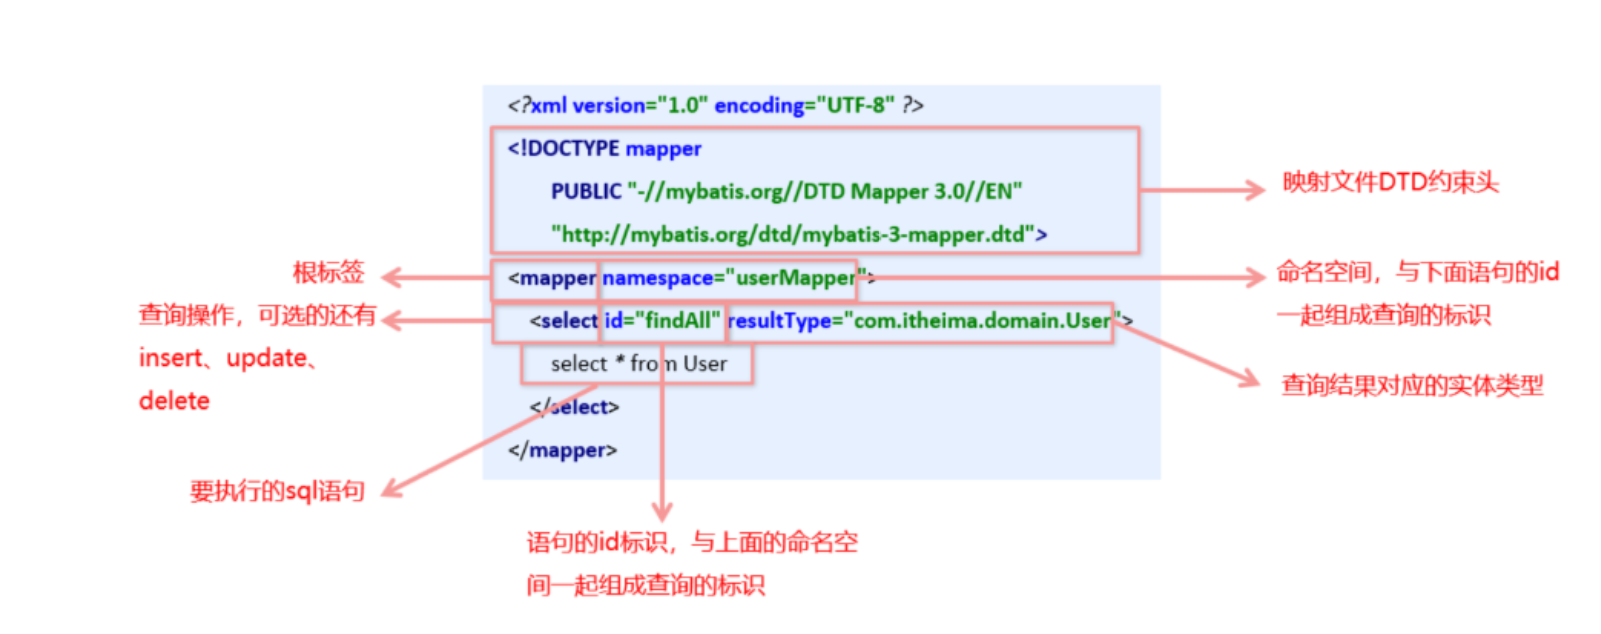 <?xml version="1.0" encoding="UTF-8" ?>
<!DOCTYPE mapper
PUBLIC "-//mybatis.org//DTD Mapper 3.0//EN"
"http://mybatis.org/dtd/mybatis-3-mapper.dtd">
<mapper namespace="userMapper">
<select id="findAll" resultType="com.itheima.domain.User">
select * from User
</select>
</mapper>
映射文件DTD约束头
根标签
命名空间，与下面语句的id
一起组成查询的标识
查询操作，可选的还有
insert、update、
delete
查询结果对应的实体类型
要执行的sql语句
语句的id标识，与上面的命名空
间一起组成查询的标识